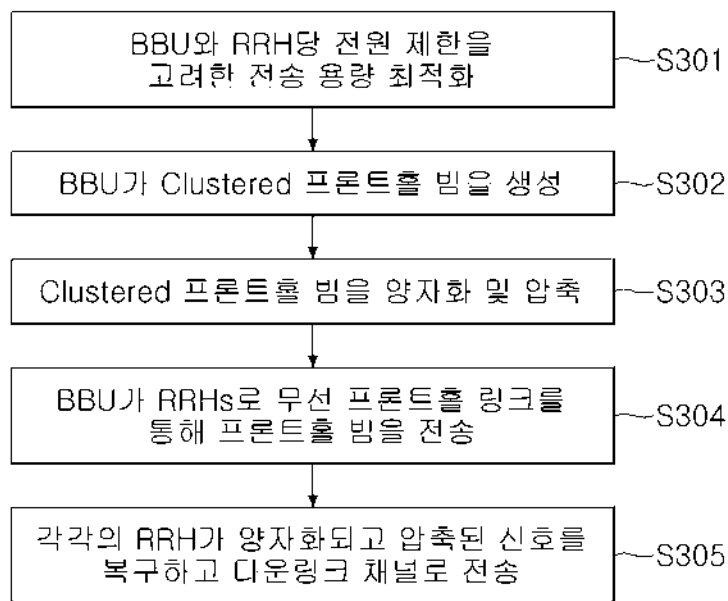 BBU와 RRH당 전원 제한을
고려한 전송 용량 최적화
S301
BBU가 Clustered 프론트홀 빔을 생성
S302
Clustered 프론트홀 빔을 양자화 및 압축
S303
BBU가 RRHs로 무선 프론트홀 링크를
통해 프론트홀 빔을 전송
S304
각각의 RRH가 양자화되고 압축된 신호를
복구하고 다운링크 채널로 전송
S305